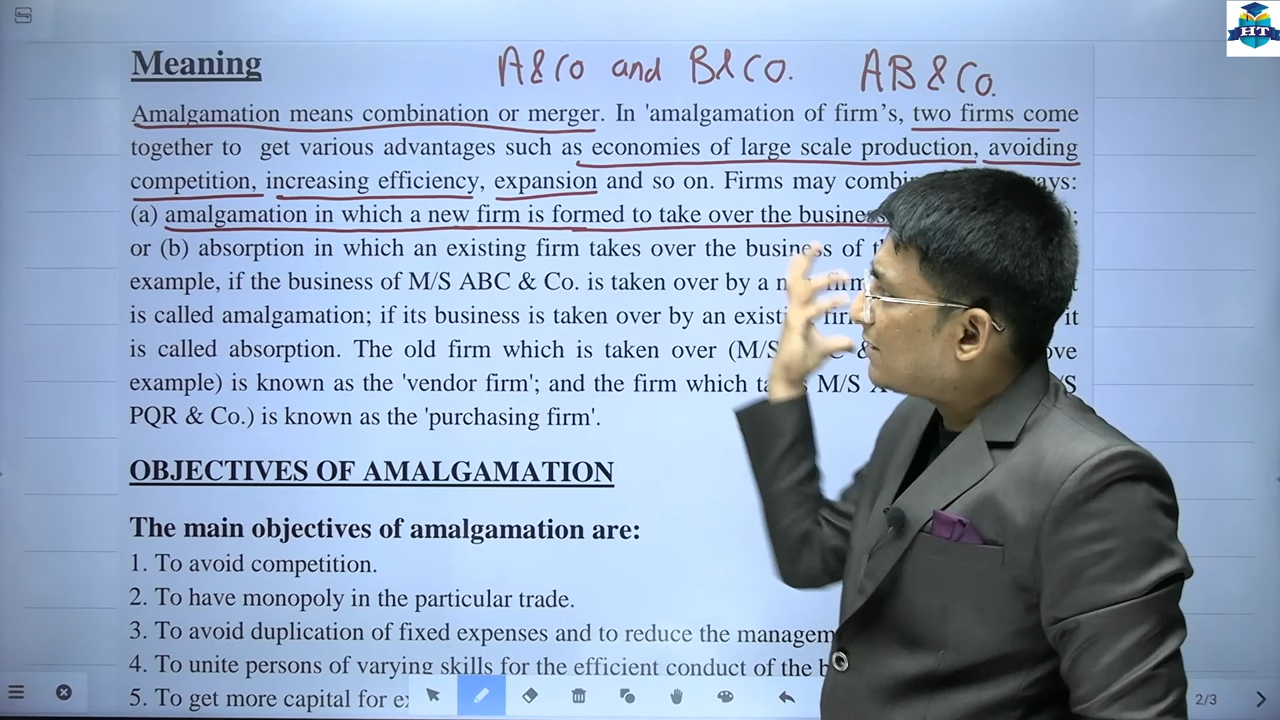 HT
Meaning A & Co and B & Co. AB & Co.
Amalgamation means combination or merger. In 'amalgamation of firm's, two firms come
together to get various advantages such as economies of large scale production, avoiding
competition, increasing efficiency, expansion and so on. Firms may
(a) amalgamation in which a new firm is formed to take over the
or (b) absorption in which an existing firm takes over the business of
example, if the business of M/S ABC & Co. is taken over by a
is called amalgamation; if its business is taken over by an it
is called absorption. The old firm which is taken over
example) is known as the 'vendor firm'; and the firm which M/S
PQR & Co.) is known as the 'purchasing firm'.
OBJECTIVES OF AMALGAMATION
The main objectives of amalgamation are:
1. To avoid competition.
2. To have monopoly in the particular trade.
3. To avoid duplication of fixed expenses and to reduce the
4. To unite persons of varying skills for the efficient conduct of the
5. To get more capital for
2/3